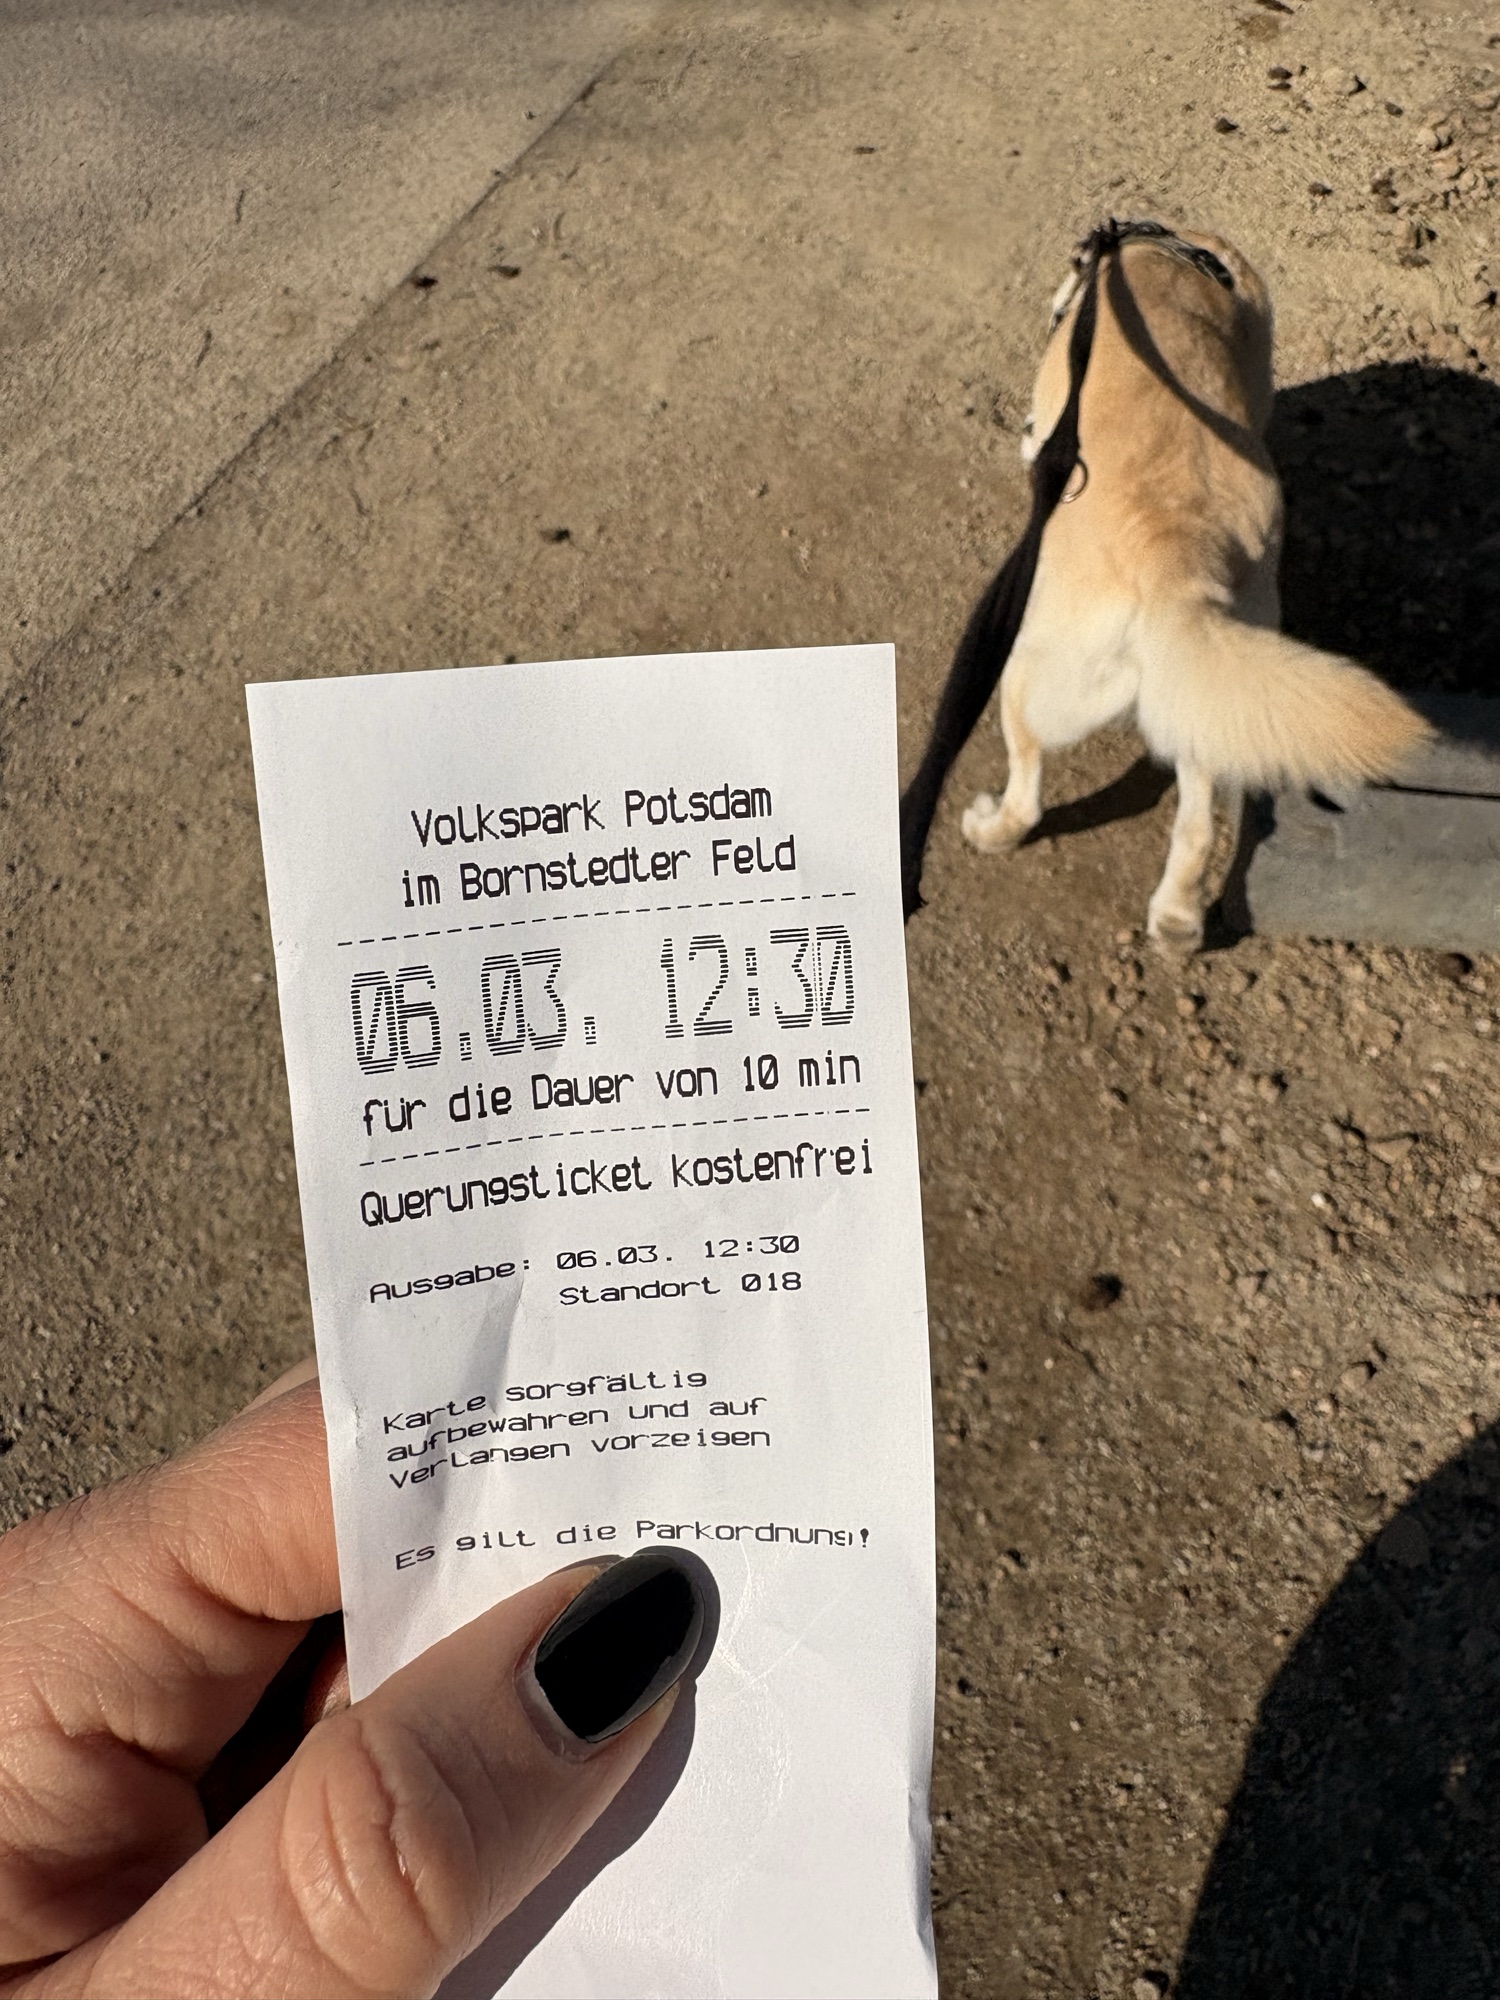 Volkspark Potsdam
im Bornstedter Feld
06.03. 12:30
für die Dauer von 10 min
Querungsticket kostenfrei
Ausgabe: 06.03. 12:30
Standort 018
Karte sorgfältig
aufbewahren und auf
Verlangen vorzeigen
Es gilt die Parkordnung!